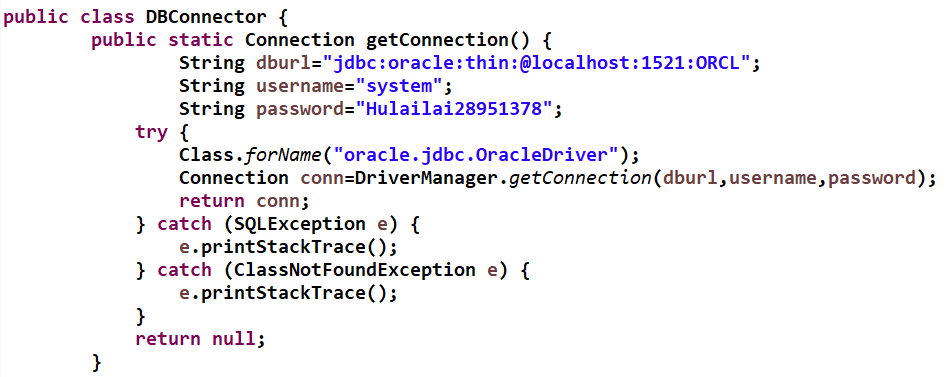 public class DBConnector {
public static Connection getConnection() {
String dburl="jdbc:oracle:thin:@localhost:1521:ORCL";
String username="system";
String password="Hulailai28951378";
try {
Class.forName("oracle.jdbc.OracleDriver");
Connection conn=DriverManager.getConnection(dburl,username,password);
return conn;
} catch (SQLException e) {
e.printStackTrace();
} catch (ClassNotFoundException e) {
e.printStackTrace();
}
return null;
}